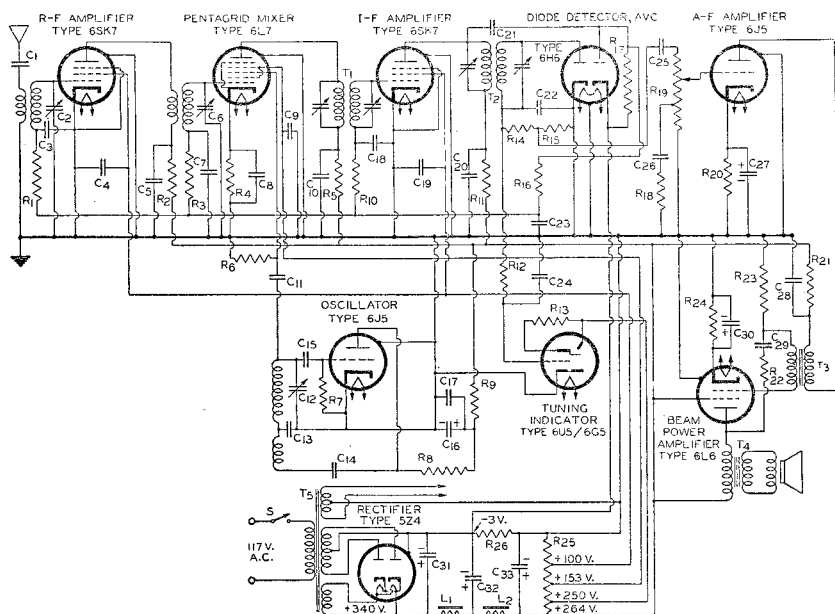 R-F AMPLIFIER
TYPE 6SK7
PENTAGRID MIXER
TYPE 6L7
I-F AMPLIFIER
TYPE 6SK7
DIODE DETECTOR, AVC
TYPE
6H6
A-F AMPLIFIER
TYPE 6J5
C1
C2
C3
R1
C4
C5
R2
C6
C7
R3
R4
C8
C9
T1
C10
R5
R10
C18
C19
C20
R11
C21
T2
C22
R14
R15
R16
R17
C23
C25
R19
C26
R18
R20
C27
R6
C11
R12
C24
R13
R21
R23
C28
R24
C30
C29
R22
T3
OSCILLATOR
TYPE 6J5
C15
C12
R7
C13
C14
C17
C16
R9
R8
TUNING
INDICATOR
TYPE 6U5/6G5
BEAM
POWER
AMPLIFIER
TYPE 6L6
T4
T5
RECTIFIER
TYPE 5Z4
S
117 V.
A.C.
-3V.
R26
R25
C31
C32
C33
+100 V.
+153 V.
+250 V.
+264 V.
+340 V.
L1
L2